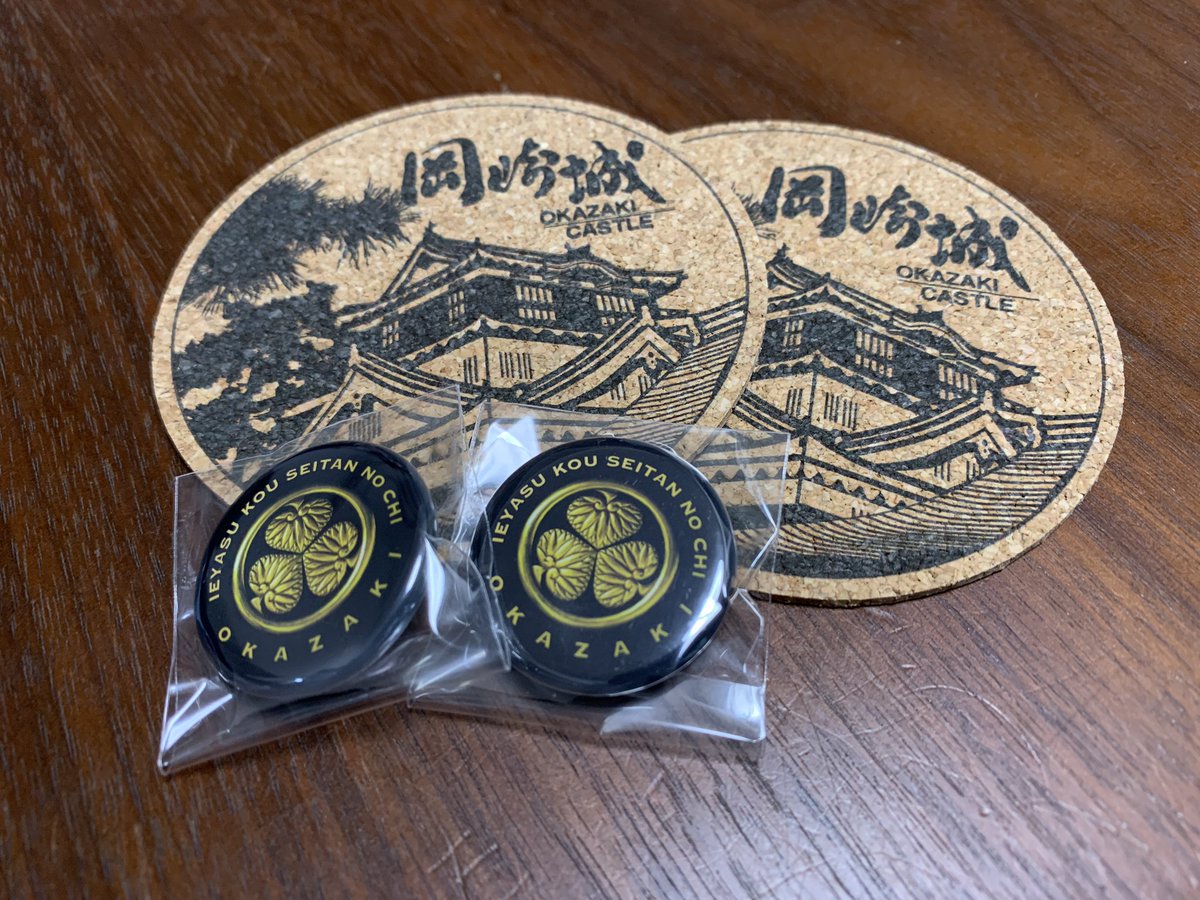 岡崎城
OKAZAKI
CASTLE
岡崎城
OKAZAKI
CASTLE
IEYASU KOU SEITAN NO CHI
OKAZAKI
IEYASU KOU SEITAN NO CHI
OKAZAKI